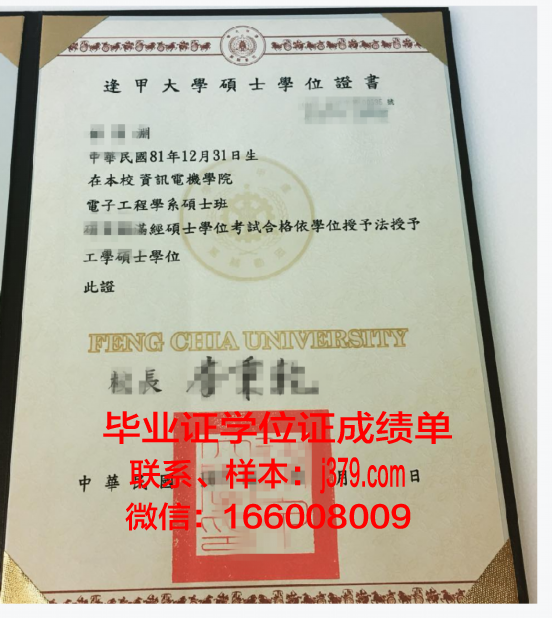 逢甲大學碩士學位證書
號
中華民國81年12月31日生
在本校 資訊電機學院
電子工程學系碩士班
經碩士學位考試合格依學位授予法授予
工學碩士學位
此證
FENG CHIA UNIVERSITY
校長
毕业证学位证成绩单
联系、样本：j379.com
中華民國 月 日
微信：166008009